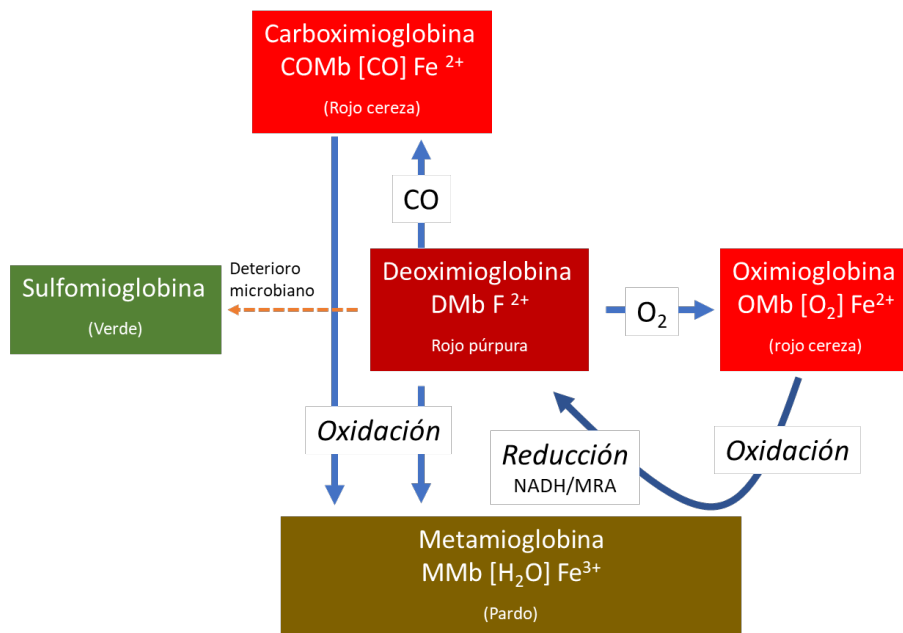 Carboximioglobina
COMb [CO] Fe ²⁺
(Rojo cereza)
CO
Deterioro
microbiano
Sulfomioglobina
(Verde)
Deoximioglobina
DMb F ²⁺
Rojo púrpura
O₂
Oximioglobina
OMb [O₂] Fe²⁺
(rojo cereza)
Oxidación
Reducción
NADH/MRA
Oxidación
Metamioglobina
MMb [H₂O] Fe³⁺
(Pardo)